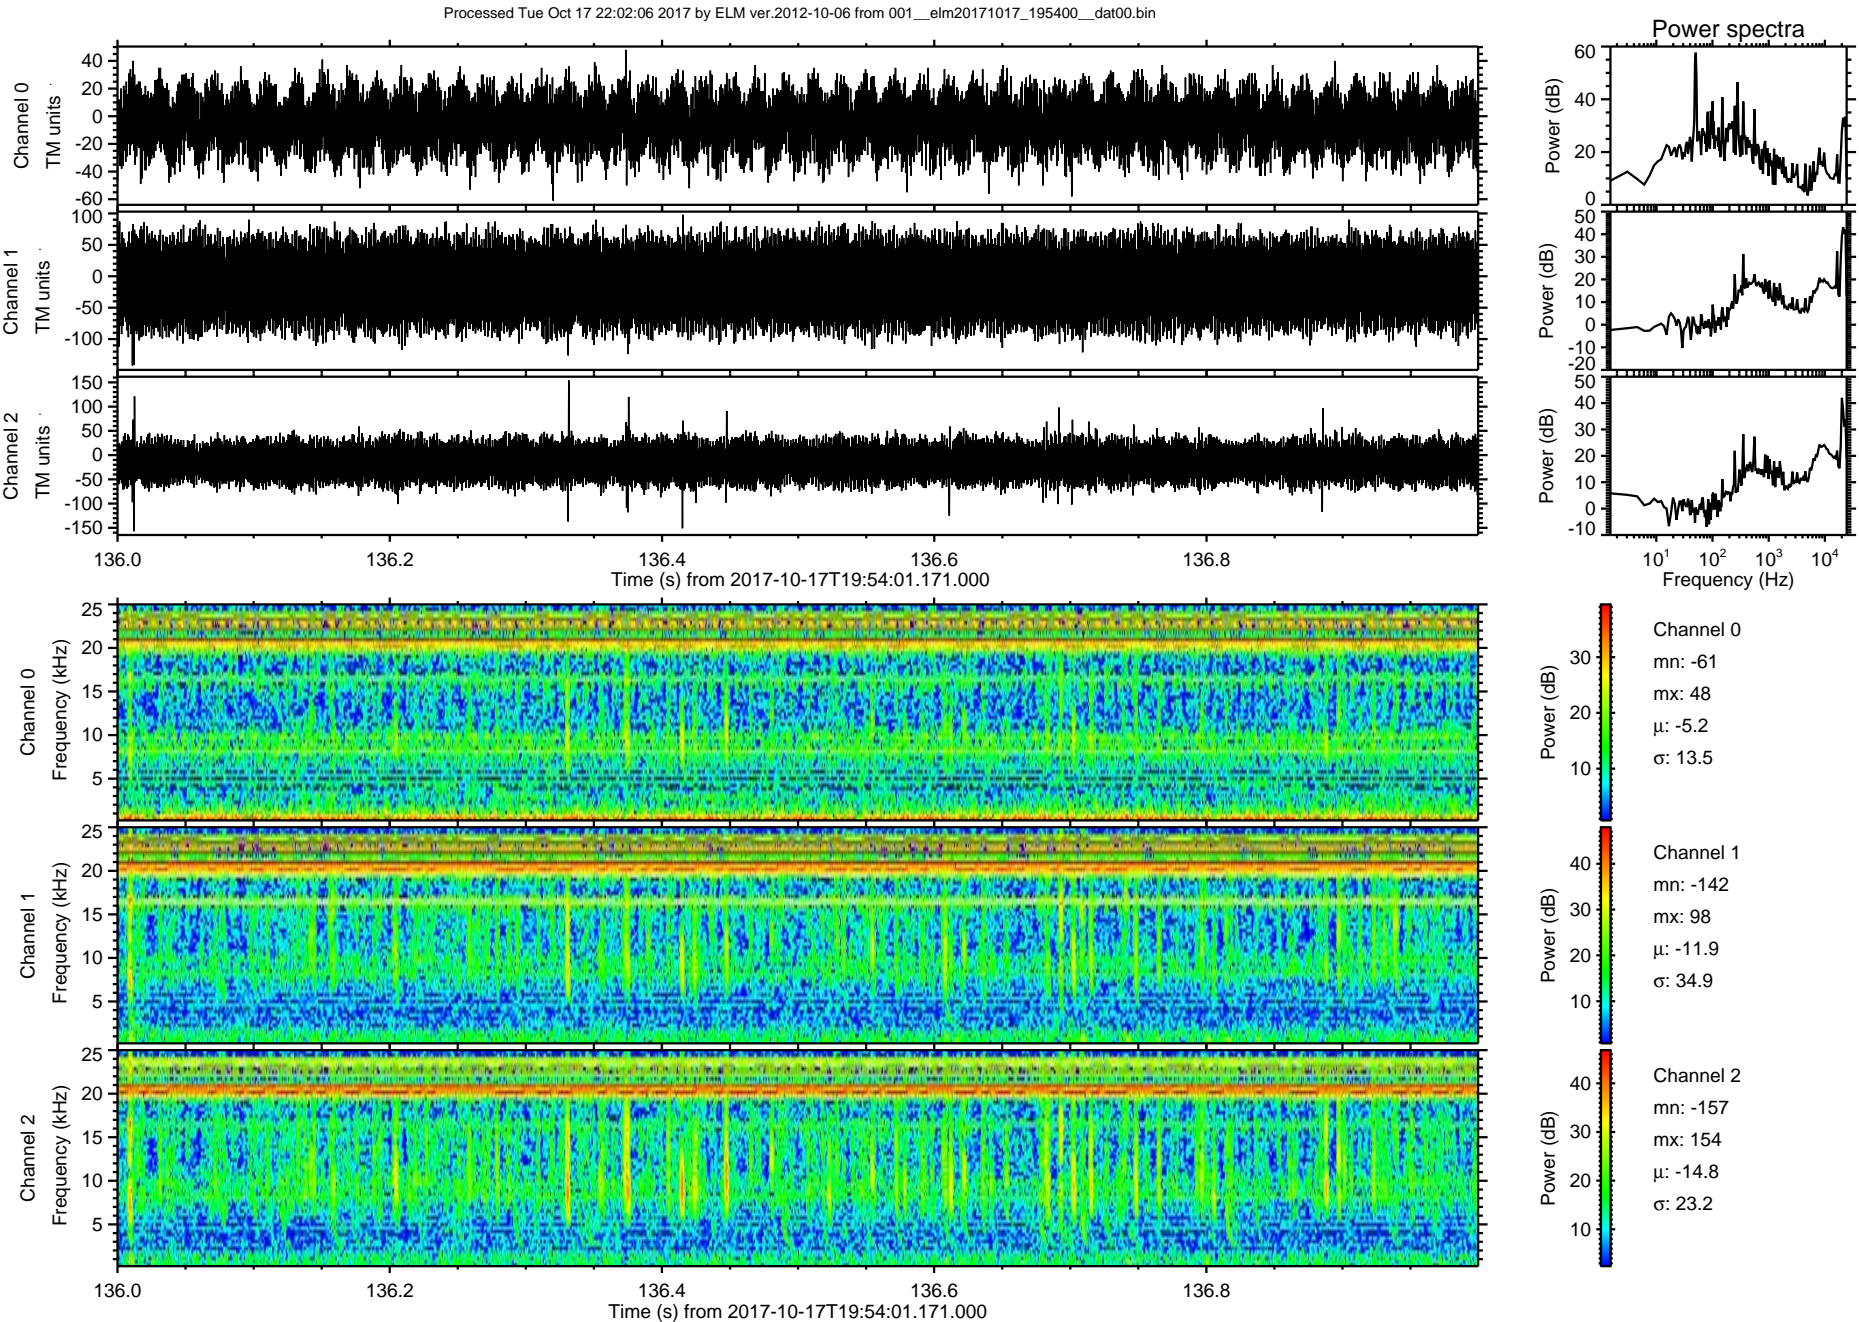 Processed Tue Oct 17 22:02:06 2017 by ELM ver.2012-10-06 from 001__elm20171017_195400__dat00.bin
Power spectra
Channel 0
TM units
40
20
0
-20
-40
-60
Power (dB)
60
40
20
0
Channel 1
TM units
100
50
0
-50
-100
Power (dB)
50
40
30
20
10
0
-10
-20
Channel 2
TM units
150
100
50
0
-50
-100
-150
Power (dB)
50
40
30
20
10
0
-10
136.0 136.2 136.4 136.6 136.8
Time (s) from 2017-10-17T19:54:01.171.000
10^1 10^2 10^3 10^4
Frequency (Hz)
Channel 0
Frequency (kHz)
25
20
15
10
5
Power (dB)
30
20
10
Channel 0
mn: -61
mx: 48
μ: -5.2
σ: 13.5
Channel 1
Frequency (kHz)
25
20
15
10
5
Power (dB)
40
30
20
10
Channel 1
mn: -142
mx: 98
μ: -11.9
σ: 34.9
Channel 2
Frequency (kHz)
25
20
15
10
5
Power (dB)
40
30
20
10
Channel 2
mn: -157
mx: 154
μ: -14.8
σ: 23.2
136.0 136.2 136.4 136.6 136.8
Time (s) from 2017-10-17T19:54:01.171.000